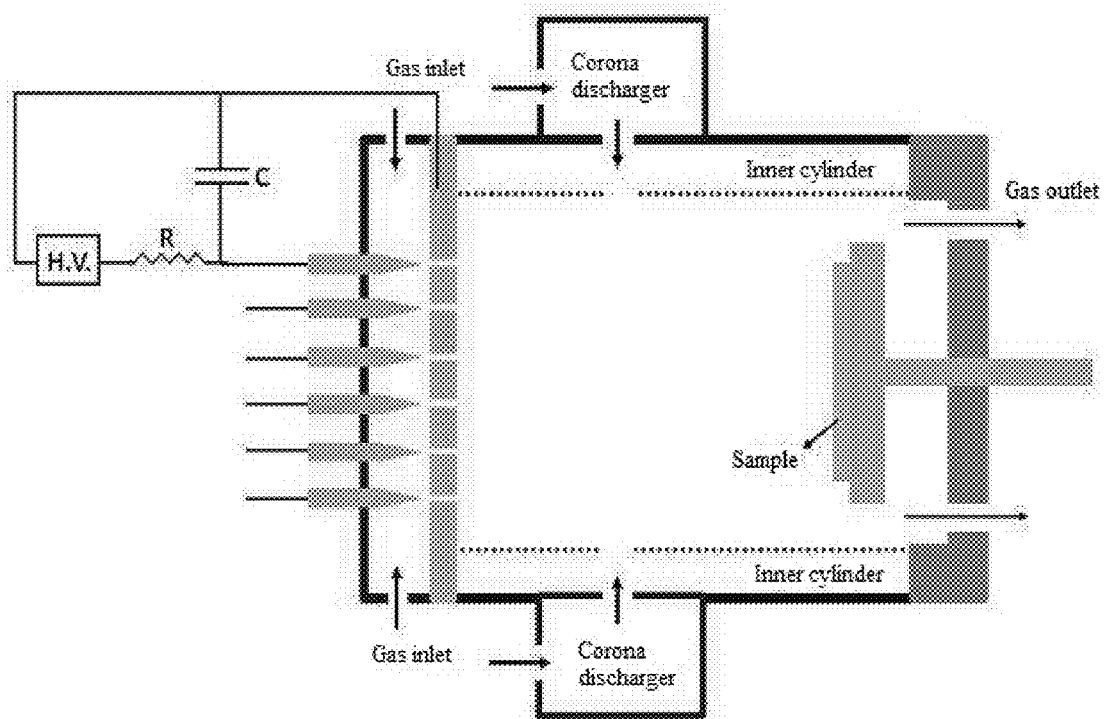 Gas inlet
Corona
discharger
Inner cylinder
Gas outlet
C
R
H.V.
Sample
Inner cylinder
Gas inlet
Corona
discharger